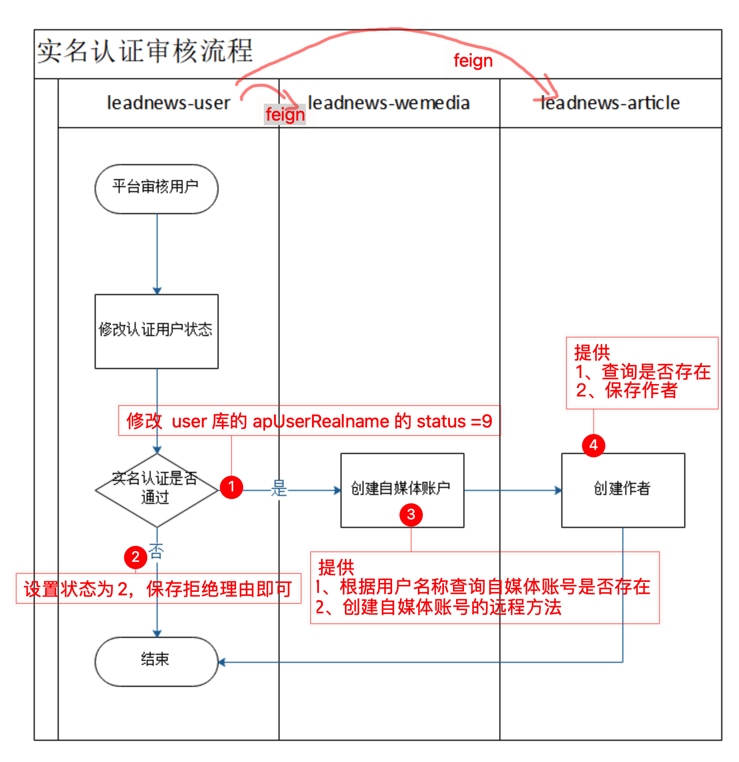 实名认证审核流程
feign
feign
leadnews-user
leadnews-wemedia
leadnews-article
平台审核用户
修改认证用户状态
提供
1、查询是否存在
2、保存作者
修改 user 库的 apUserRealname 的 status =9
4
实名认证是否
通过
1
是
创建自媒体账户
创建作者
3
2
否
设置状态为 2，保存拒绝理由即可
提供
1、根据用户名称查询自媒体账号是否存在
2、创建自媒体账号的远程方法
结束